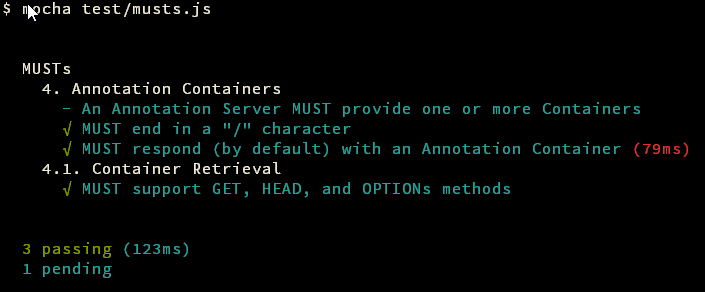 $ mocha test/musts.js
MUSTs
4. Annotation Containers
- An Annotation Server MUST provide one or more Containers
√ MUST end in a "/" character
√ MUST respond (by default) with an Annotation Container (79ms)
4.1. Container Retrieval
√ MUST support GET, HEAD, and OPTIONs methods
3 passing (123ms)
1 pending